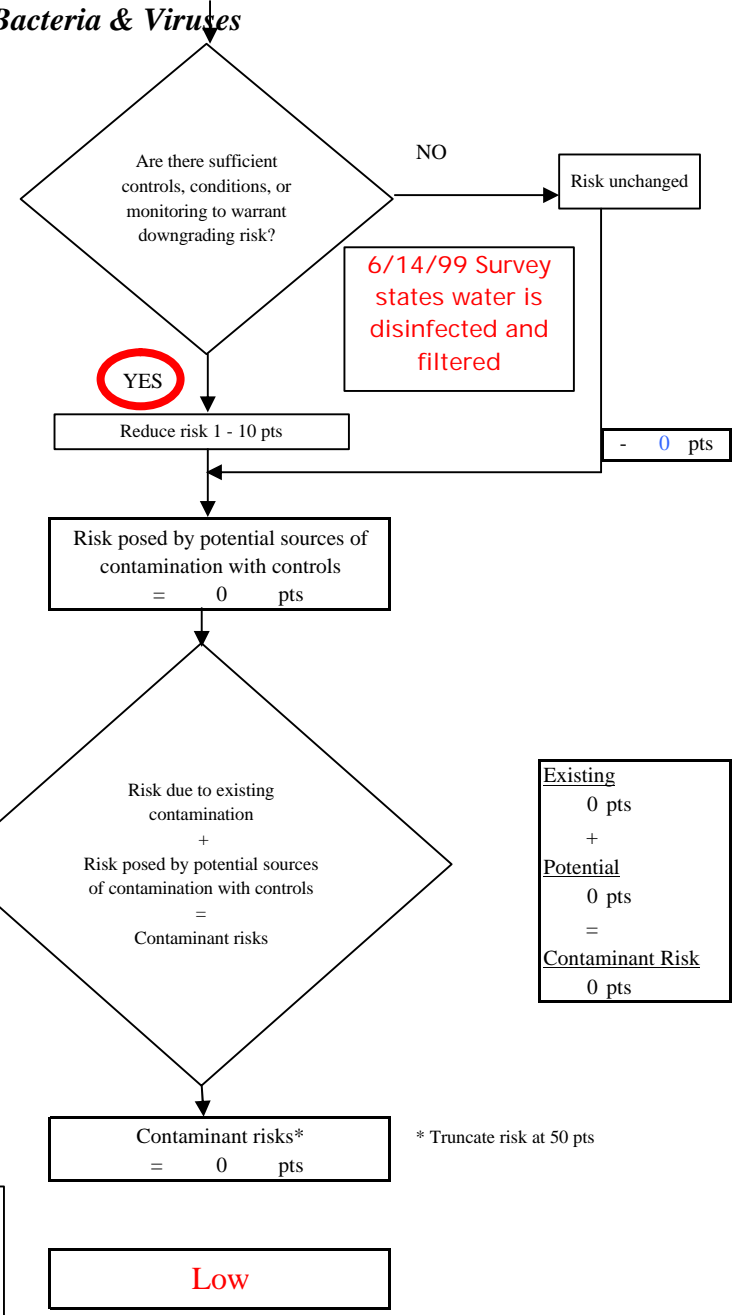 Bacteria & Viruses
Are there sufficient
controls, conditions, or
monitoring to warrant
downgrading risk?
NO
Risk unchanged
6/14/99 Survey
states water is
disinfected and
filtered
YES
Reduce risk 1 - 10 pts
- 0 pts
Risk posed by potential sources of
contamination with controls
= 0 pts
Risk due to existing
contamination
+
Risk posed by potential sources
of contamination with controls
=
Contaminant risks
Existing
0 pts
+
Potential
0 pts
=
Contaminant Risk
0 pts
Contaminant risks*
= 0 pts
* Truncate risk at 50 pts
Low